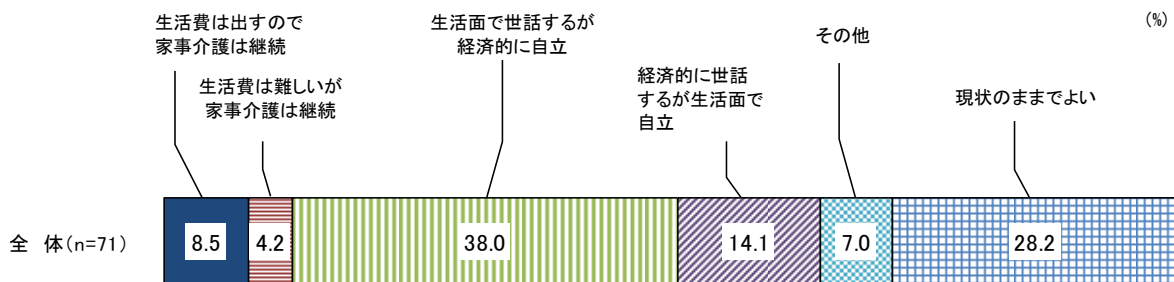 (%)
生活費は出すので
家事介護は継続
生活費は難しいが
家事介護は継続
生活面で世話するが
経済的に自立
経済的に世話
するが生活面で
自立
その他
現状のままでよい
全 体(n=71)
8.5
4.2
38.0
14.1
7.0
28.2